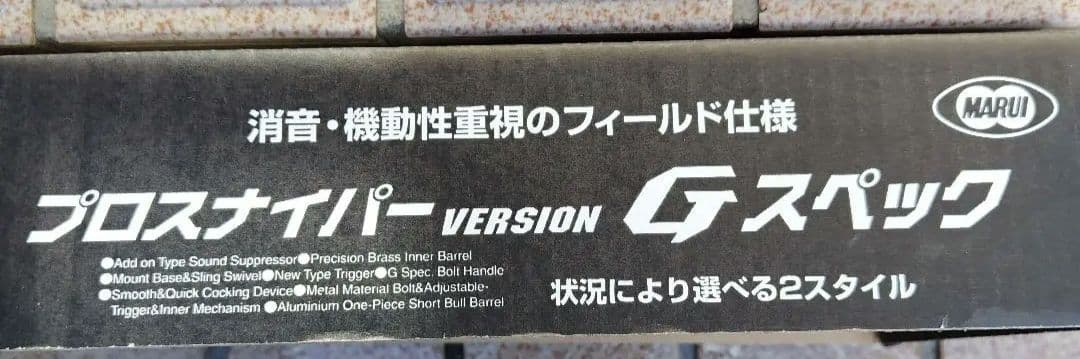 消音・機動性重視のフィールド仕様
MARUI
プロスナイパー VERSION Gスペック
●Add on Type Sound Suppressor●Precision Brass Inner Barrel
●Mount Base&Sling Swivel●New Type Trigger●G Spec. Bolt Handle
●Smooth&Quick Cocking Device●Metal Material Bolt&Adjustable-
Trigger&Inner Mechanism ●Aluminium One-Piece Short Bull Barrel
状況により選べる2スタイル